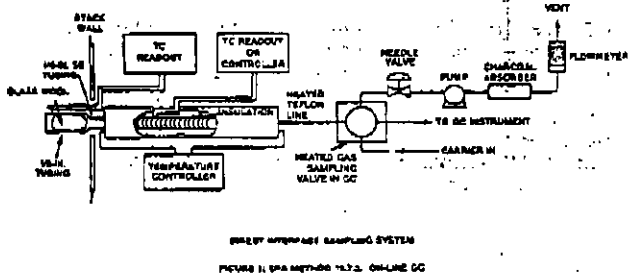 STACK
WALL
TC
READOUT
TC READOUT
OR
CONTROLLER
TUBING
GLASS WOOL
TUBING
INSULATION
TEMPERATURE
CONTROLLER
HEATED
TEFLON
LINE
NEEDLE
VALVE
PUMP
CHARCOAL
ABSORBER
VENT
FLOWMETER
TO GC INSTRUMENT
CARRIER IN
HEATED GAS
SAMPLING
VALVE IN GC
DIRECT INTERFACE SAMPLING SYSTEM
EPA METHOD ON-LINE GC